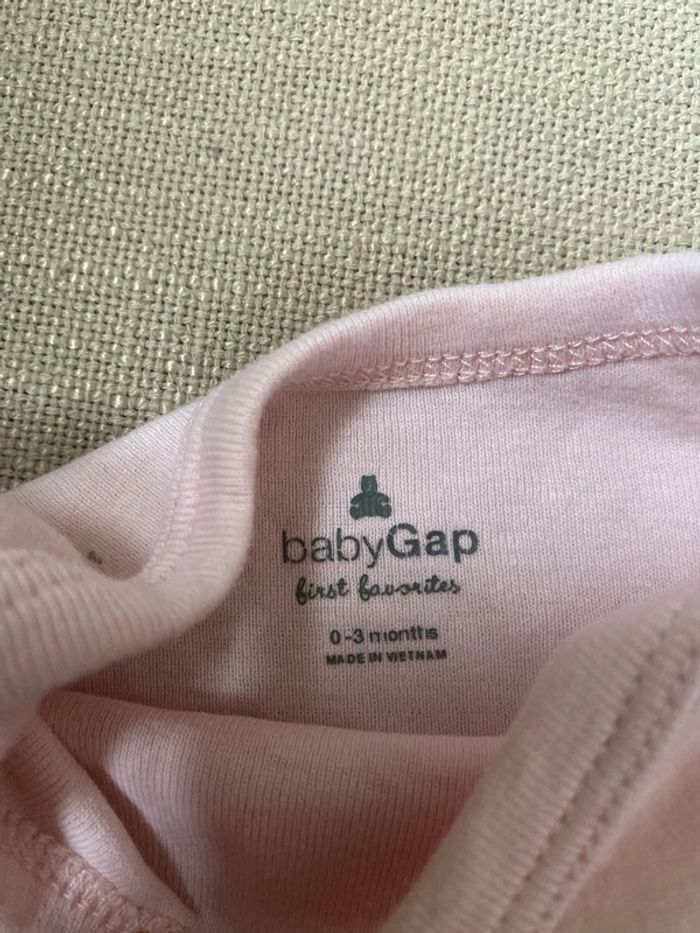 babyGap
first favorites
0-3 months
MADE IN VIETNAM